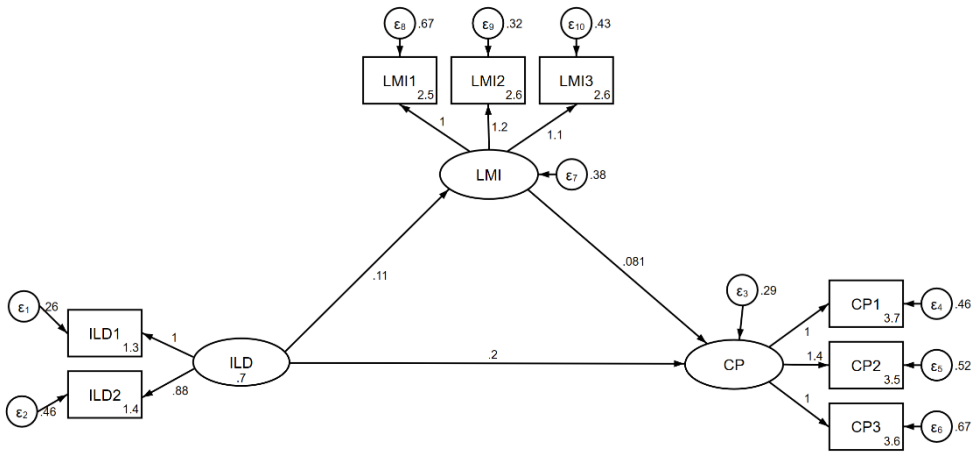 ε8 .67
ε9 .32
ε10 .43
LMI1 2.5
LMI2 2.6
LMI3 2.6
1
1.2
1.1
LMI
ε7 .38
.11
.081
ε3 .29
ε1 .26
ILD1 1.3
1
ILD .7
.2
CP
1
CP1 3.7
ε4 .46
1.4
CP2 3.5
ε5 .52
ILD2 1.4
.88
ε2 .46
1
CP3 3.6
ε6 .67